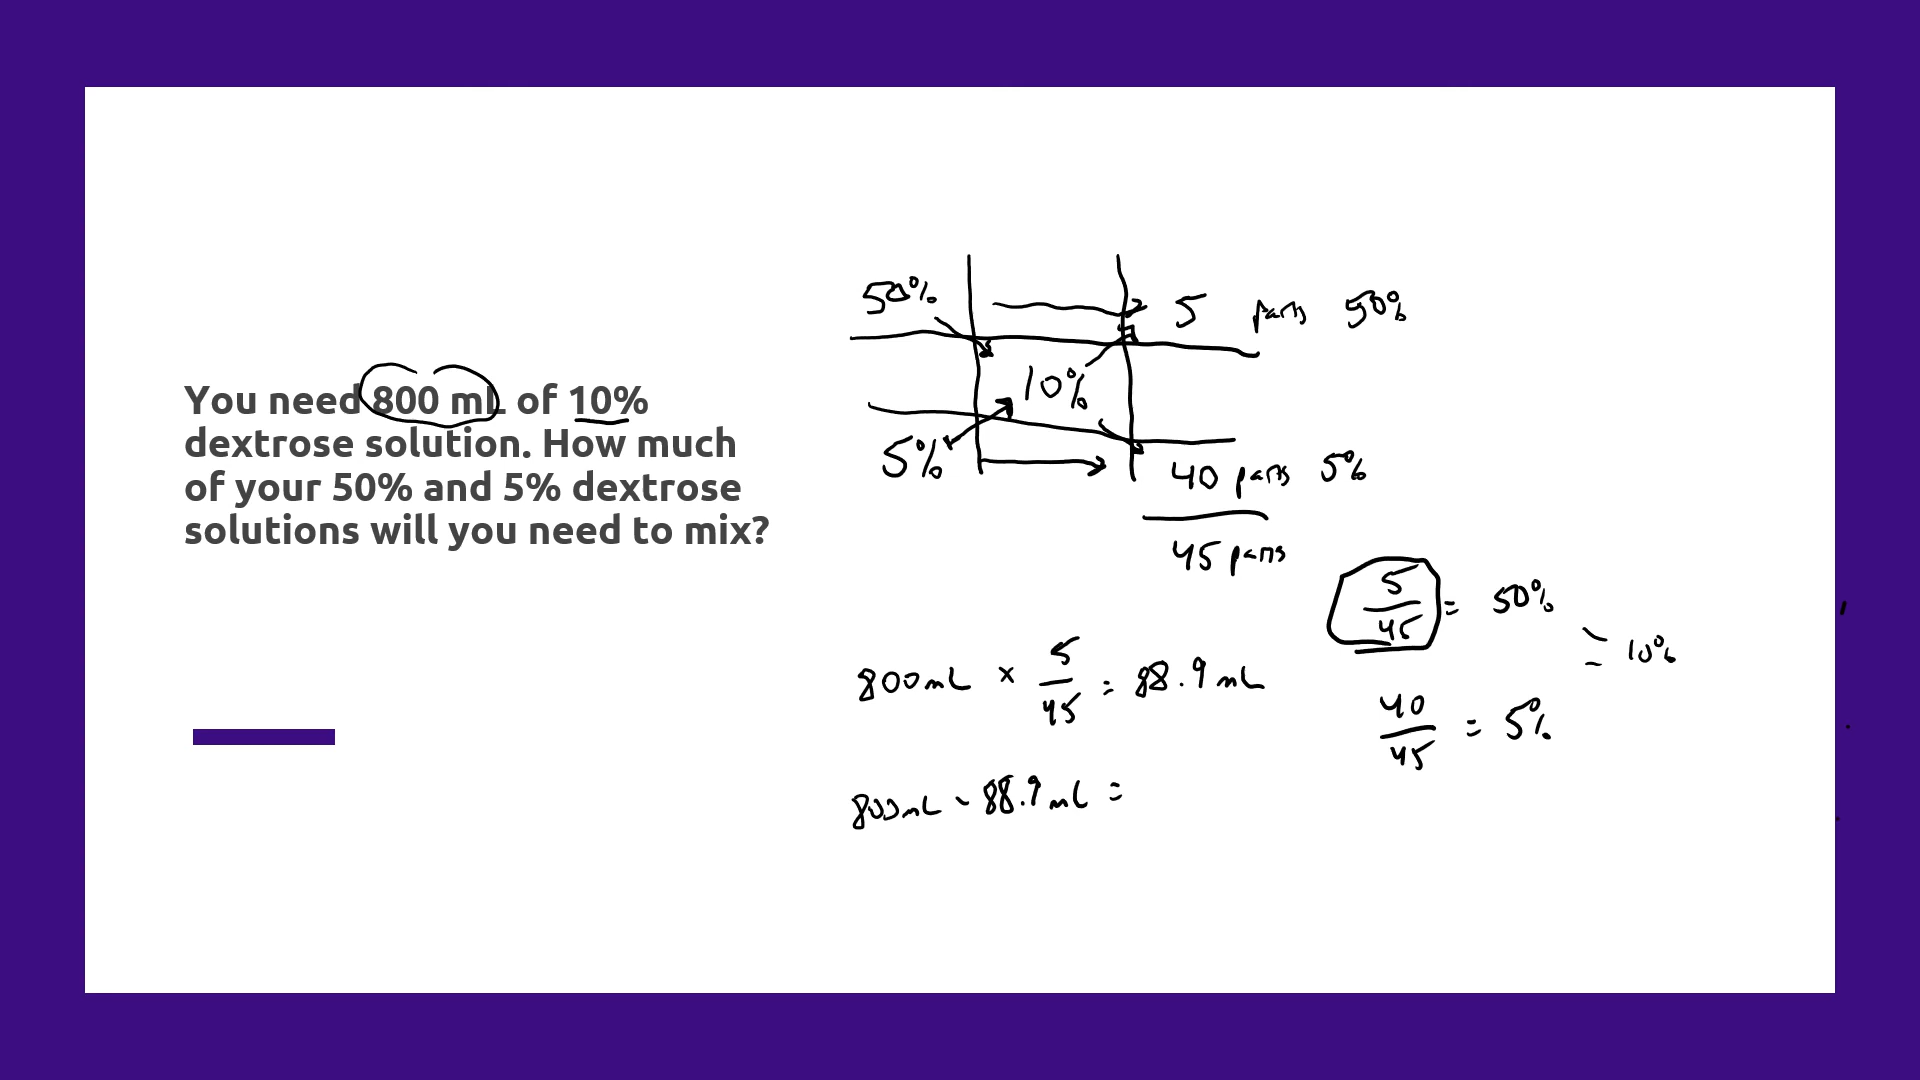 You need 800 mL of 10%
dextrose solution. How much
of your 50% and 5% dextrose
solutions will you need to mix?
50% 5 parts 50%
10%
5% 40 parts 5%
45 parts
5/45 = 50%
= 10%
40/45 = 5%
800mL × 5/45 = 88.9 mL
800mL - 88.9mL =